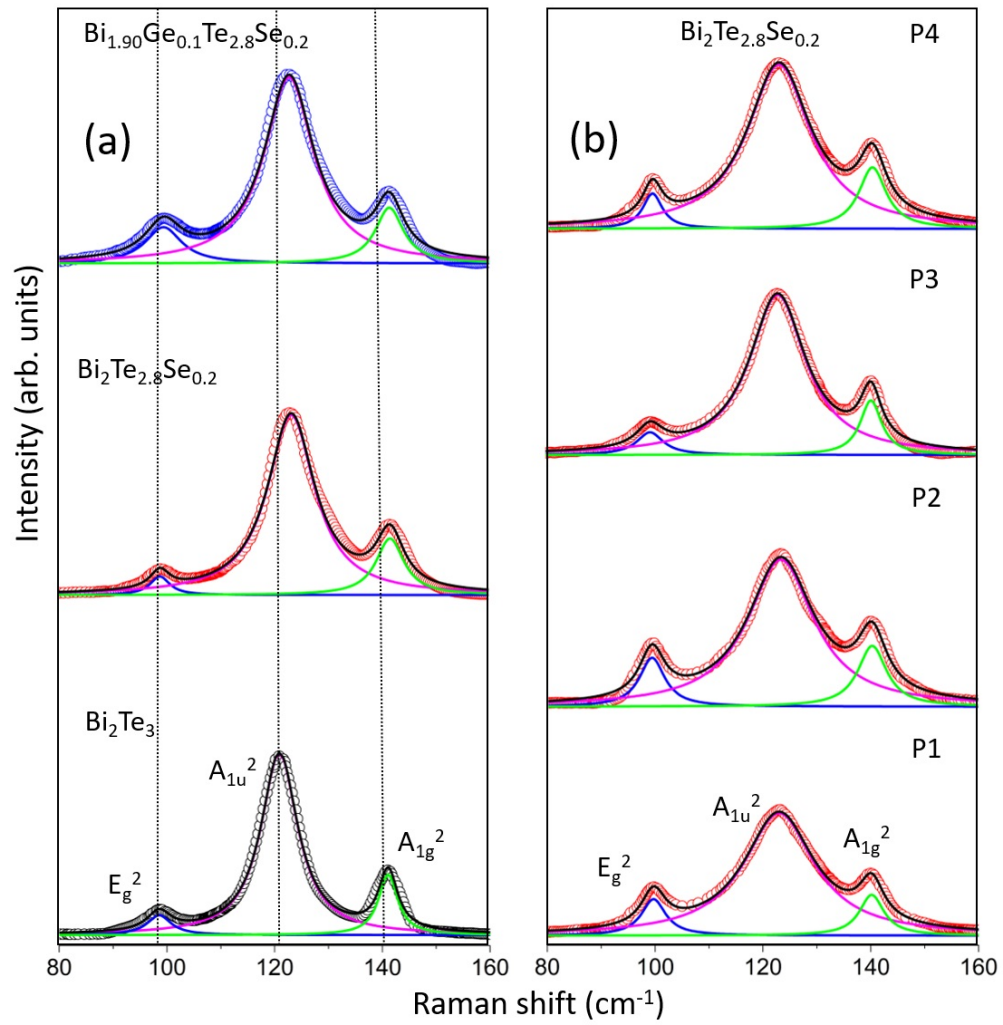 Bi₁.₉₀Ge₀.₁Te₂.₈Se₀.₂
(a)
Bi₂Te₂.₈Se₀.₂
Bi₂Te₃
A₁ᵤ²
A₁g²
Eg²
80 100 120 140 160
Bi₂Te₂.₈Se₀.₂
P4
(b)
P3
P2
P1
A₁ᵤ²
A₁g²
Eg²
80 100 120 140 160
Intensity (arb. units)
Raman shift (cm⁻¹)